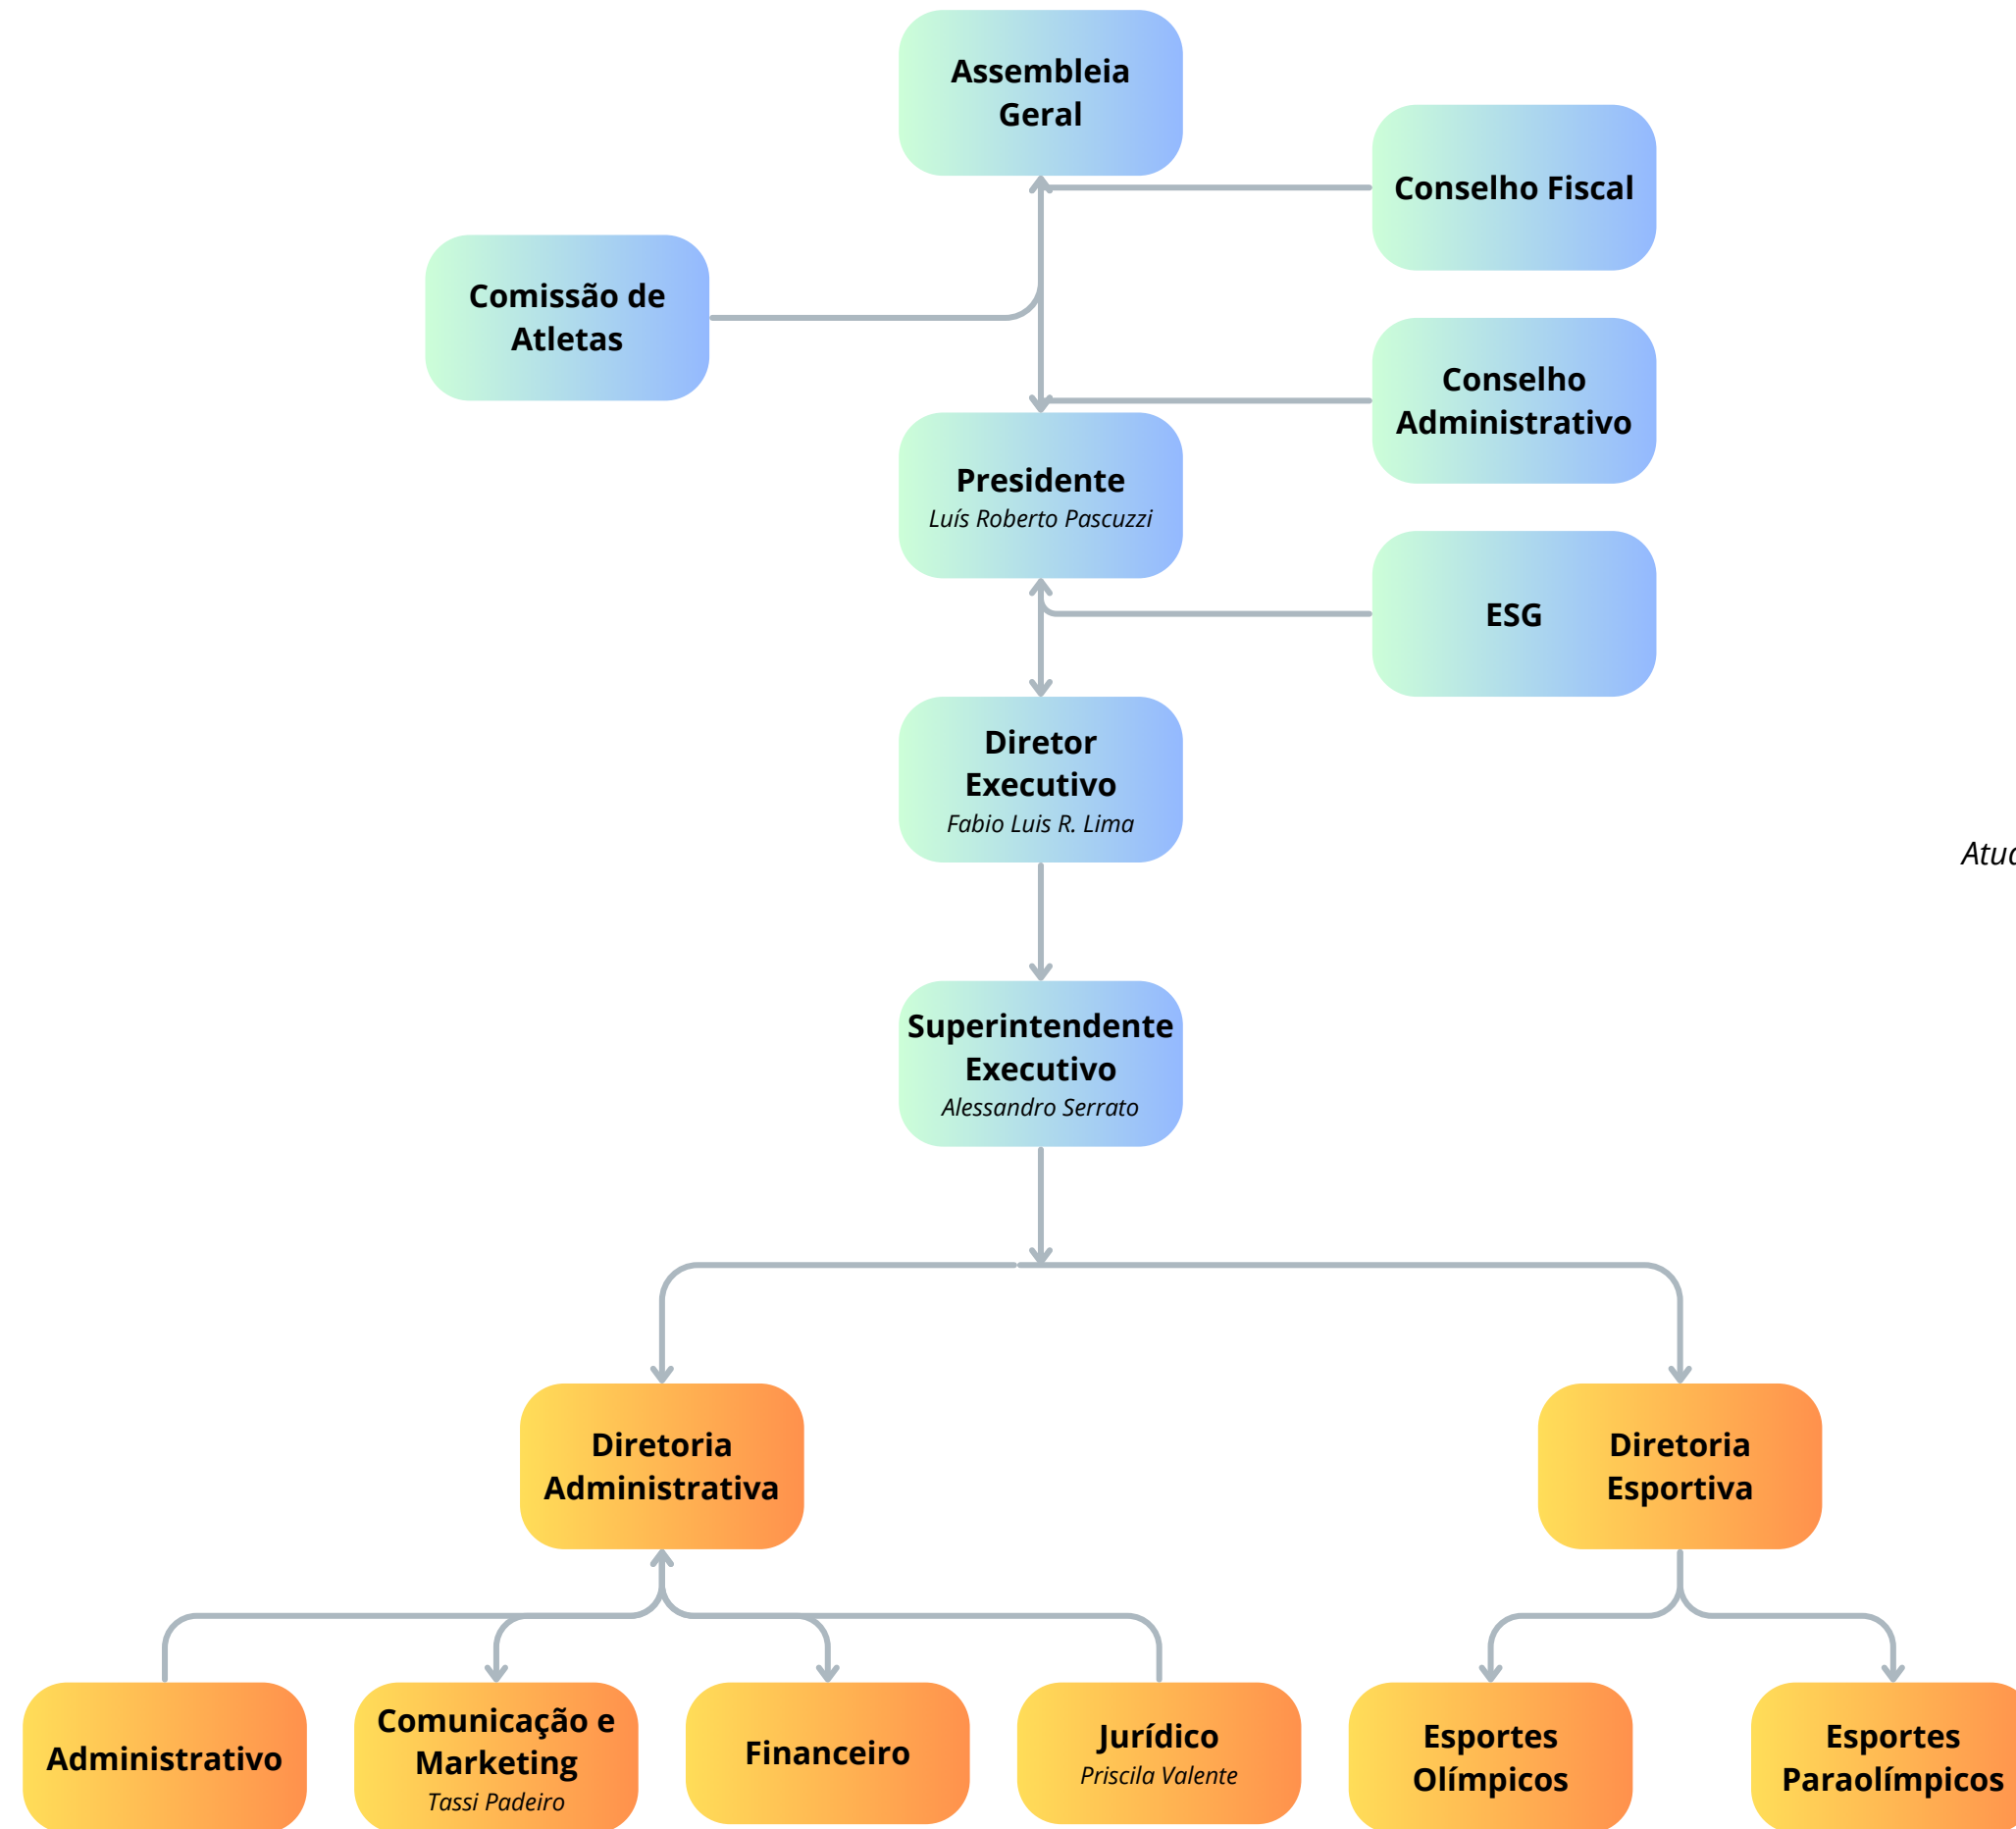 Assembleia
Geral
Conselho Fiscal
Comissão de
Atletas
Conselho
Administrativo
Presidente
Luís Roberto Pascuzzi
ESG
Diretor
Executivo
Fabio Luis R. Lima
Superintendente
Executivo
Alessandro Serrato
Diretoria
Administrativa
Diretoria
Esportiva
Administrativo
Comunicação e
Marketing
Tassi Padeiro
Financeiro
Jurídico
Priscila Valente
Esportes
Olímpicos
Esportes
Paraolímpicos